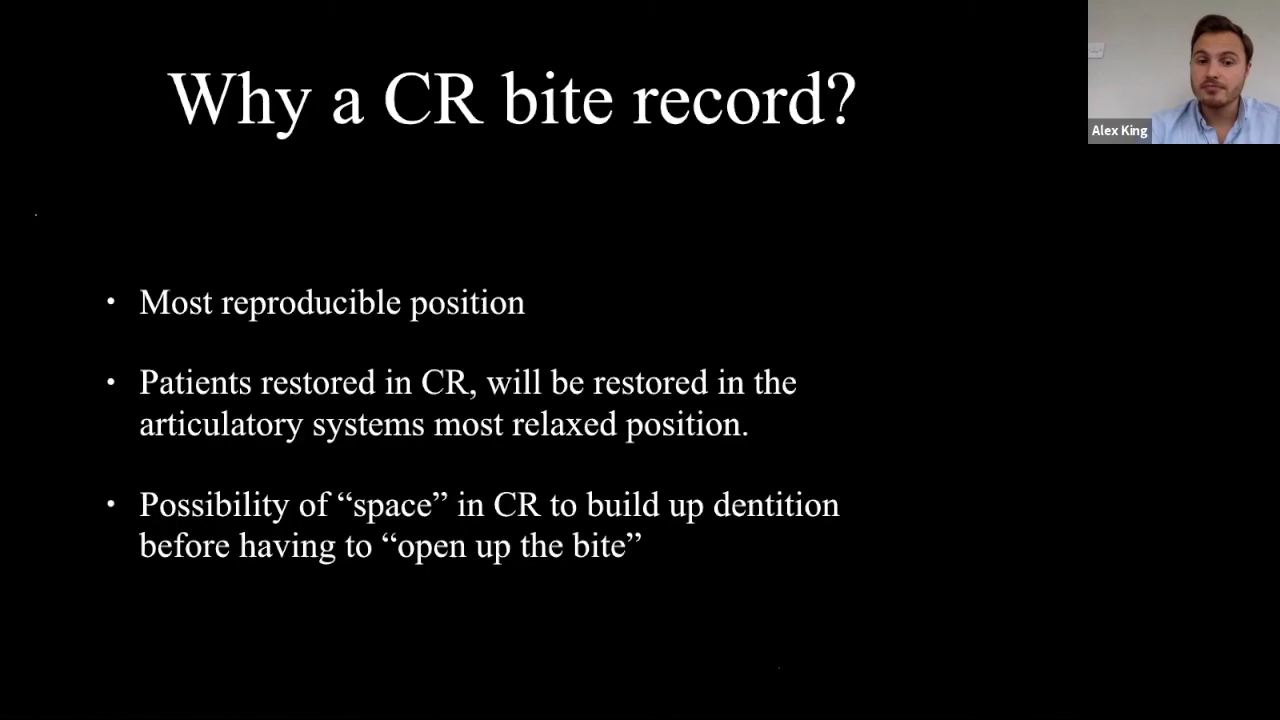 Why a CR bite record?
Alex King
• Most reproducible position
• Patients restored in CR, will be restored in the
articulatory systems most relaxed position.
• Possibility of “space” in CR to build up dentition
before having to “open up the bite”